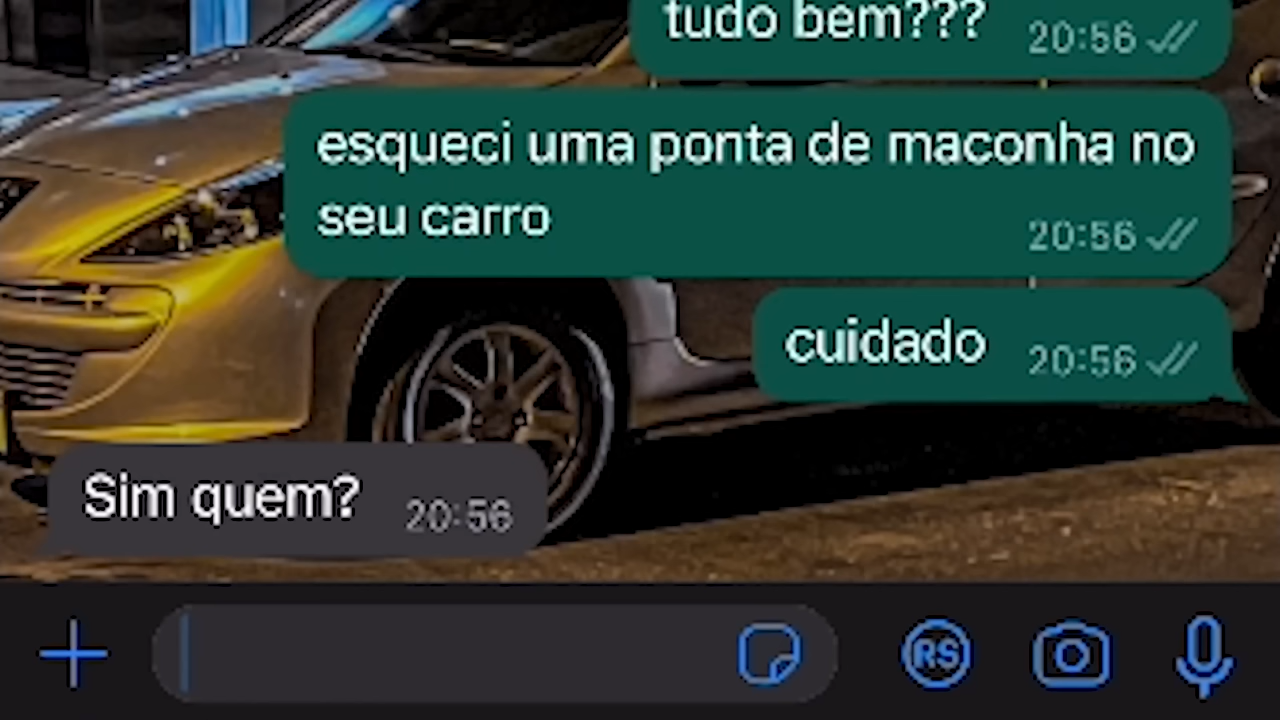 tudo bem???
20:56
esqueci uma ponta de maconha no
seu carro
20:56
cuidado
20:56
Sim quem?
20:56
RS